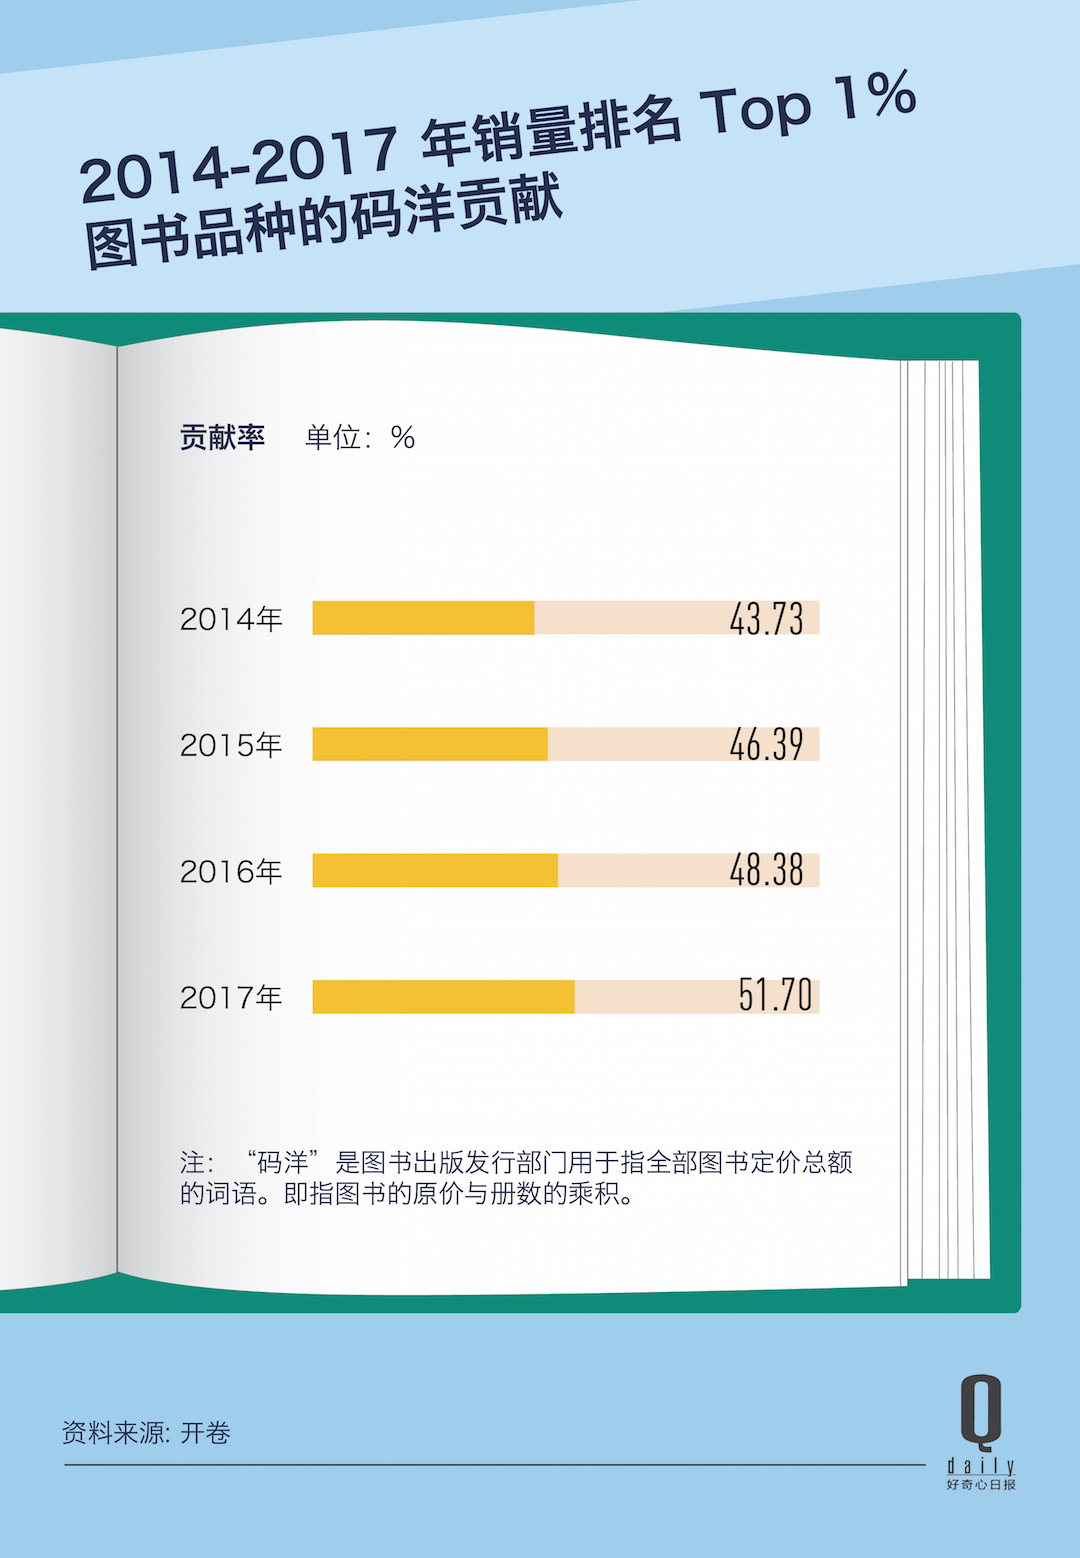 2014-2017 年销量排名 Top 1%
图书品种的码洋贡献
贡献率 单位：%
2014年 43.73
2015年 46.39
2016年 48.38
2017年 51.70
注：“码洋”是图书出版发行部门用于指全部图书定价总额
的词语。即指图书的原价与册数的乘积。
资料来源: 开卷
Q
daily
好奇心日报